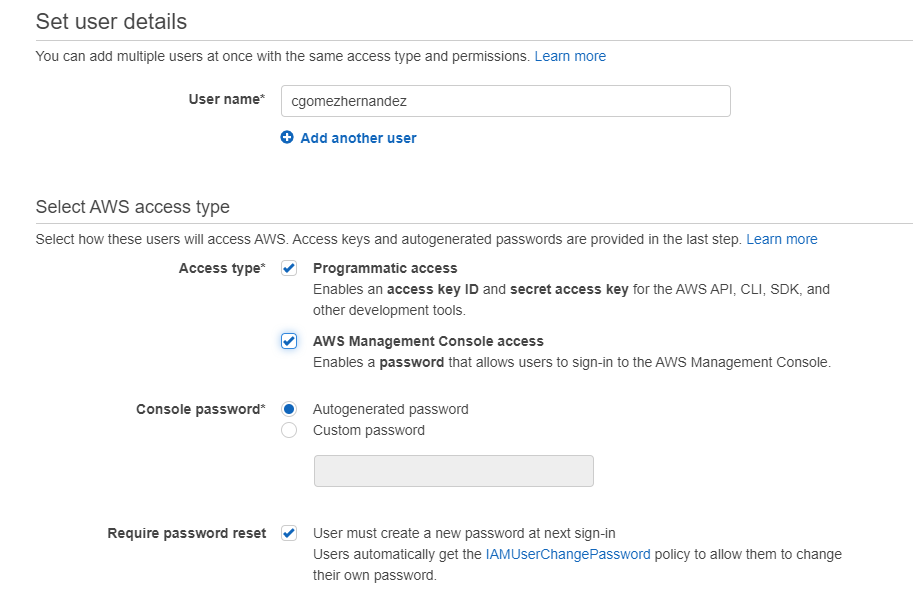 Set user details
You can add multiple users at once with the same access type and permissions. Learn more
User name*
cgomezhernandez
Add another user
Select AWS access type
Select how these users will access AWS. Access keys and autogenerated passwords are provided in the last step. Learn more
Access type*
Programmatic access
Enables an access key ID and secret access key for the AWS API, CLI, SDK, and
other development tools.
AWS Management Console access
Enables a password that allows users to sign-in to the AWS Management Console.
Console password*
Autogenerated password
Custom password
Require password reset
User must create a new password at next sign-in
Users automatically get the IAMUserChangePassword policy to allow them to change
their own password.